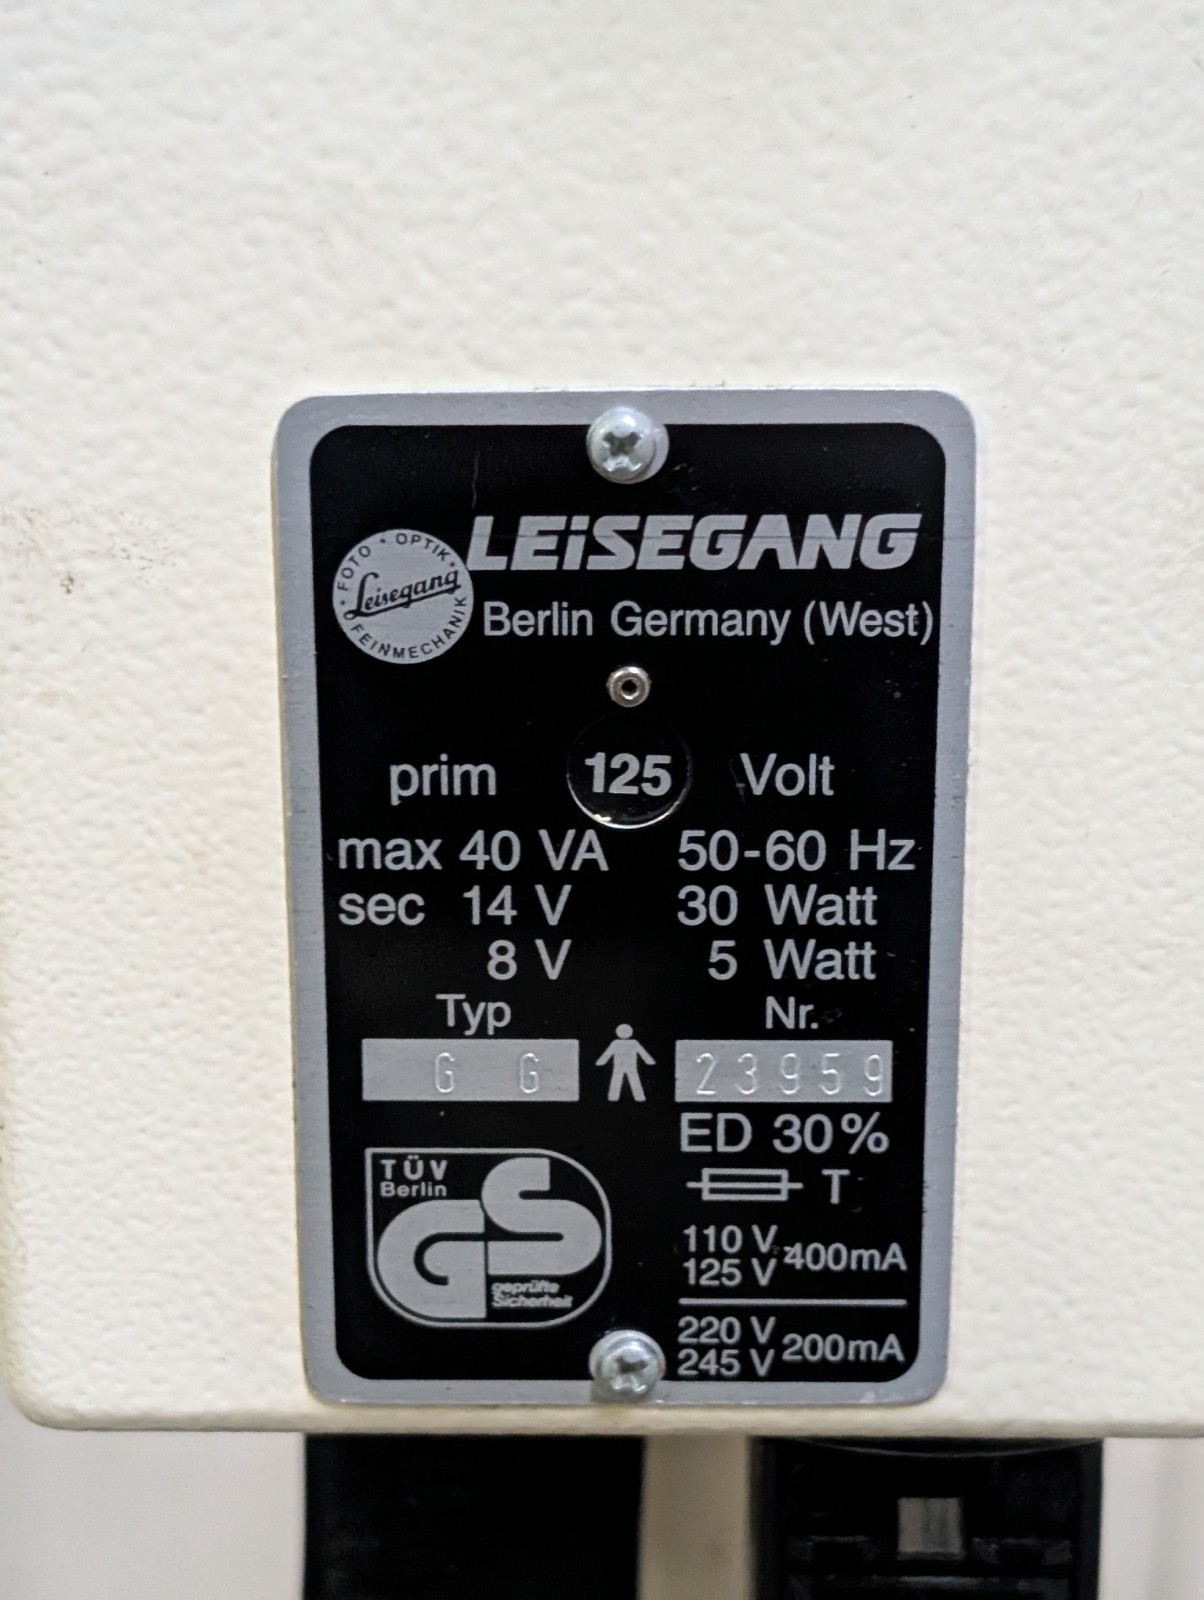 LEiSEGANG
FOTO • OPTIK • FEINMECHANIK
Leisegang
Berlin Germany (West)
prim 125 Volt
max 40 VA 50-60 Hz
sec 14 V 30 Watt
8 V 5 Watt
Typ Nr.
G G 23959
ED 30%
T
TÜV
Berlin
GS
geprüfte
Sicherheit
110 V
125 V 400mA
220 V
245 V 200mA